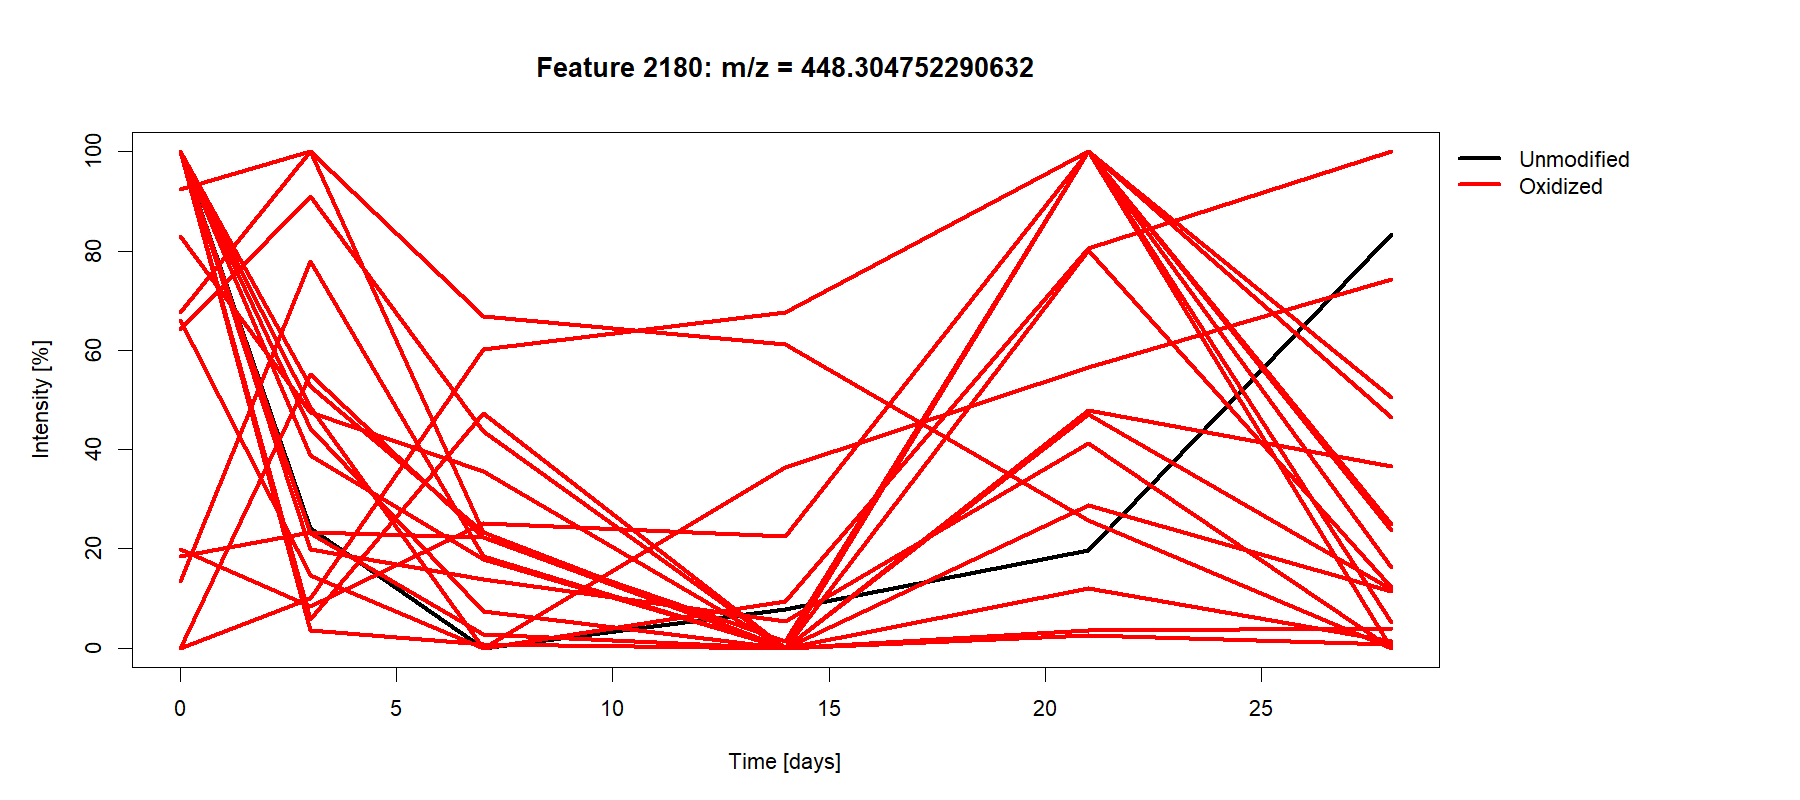 Feature 2180: m/z = 448.304752290632
Unmodified
Oxidized
Intensity [%]
100
80
60
40
20
0
0 5 10 15 20 25
Time [days]